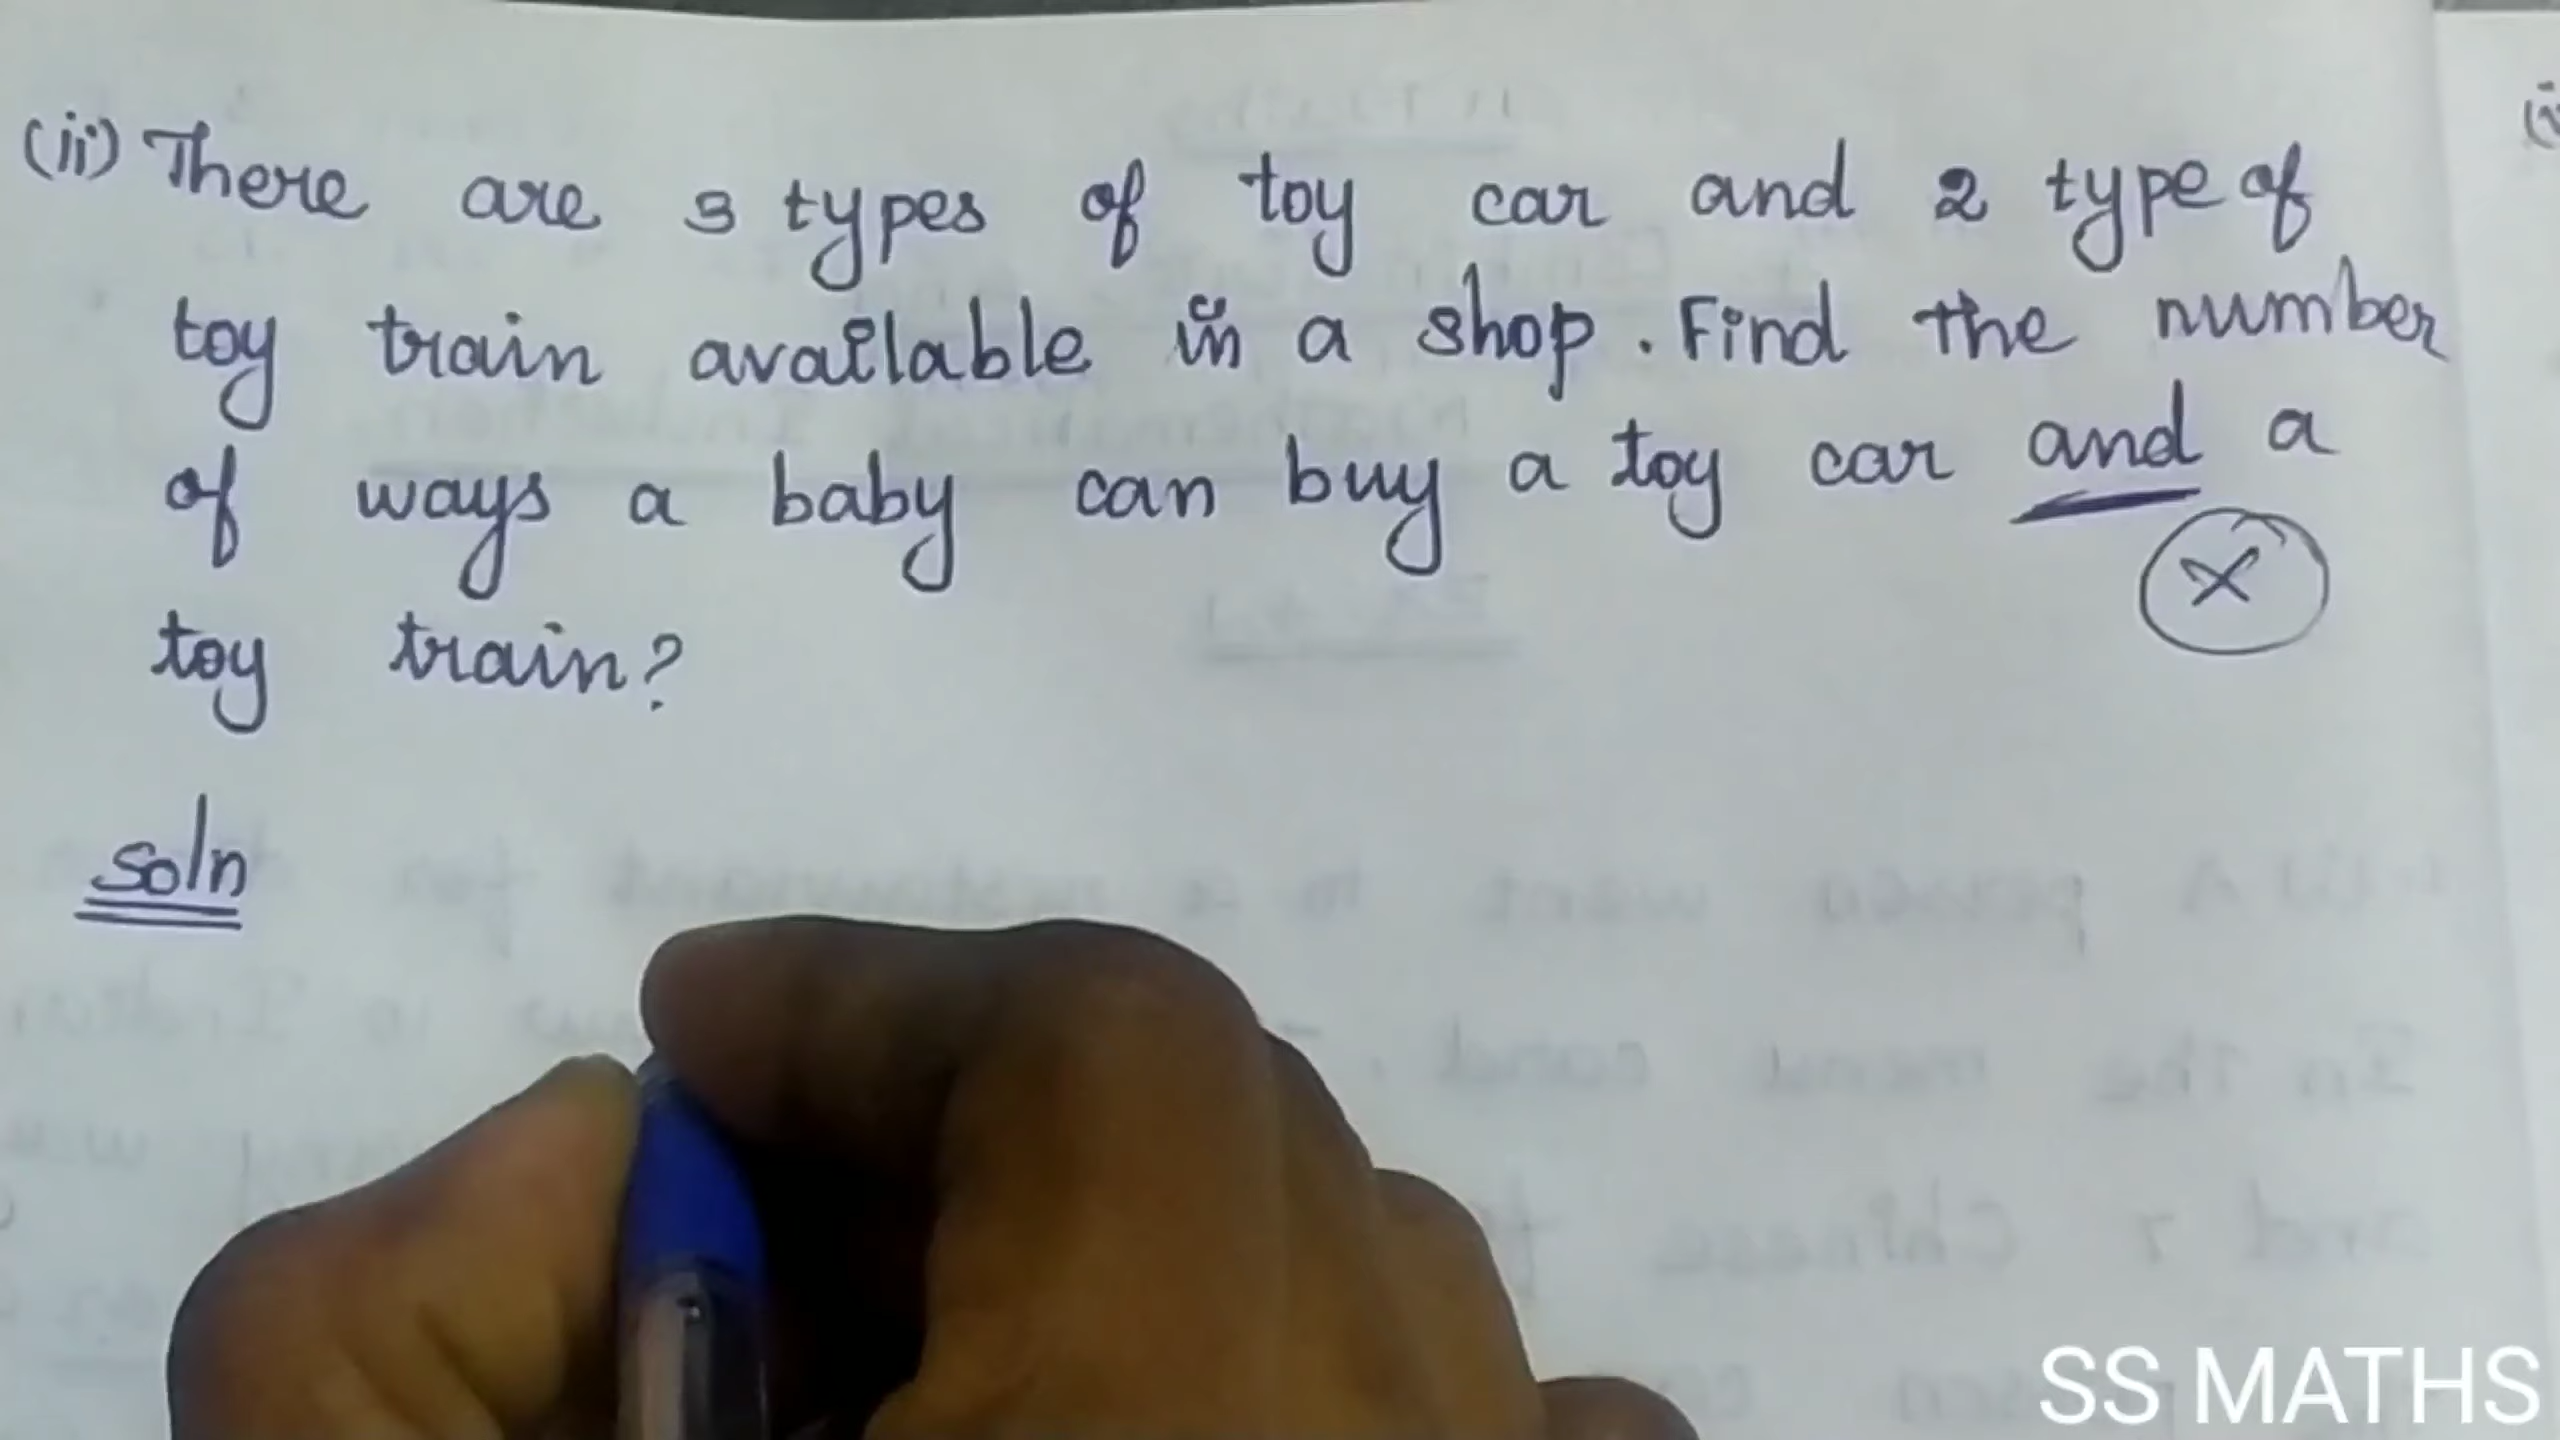 (ii) There are 3 types of toy car and 2 type of
toy train available in a shop. Find the number
of ways a baby can buy a toy car and a
×
toy train?
Soln
SS MATHS